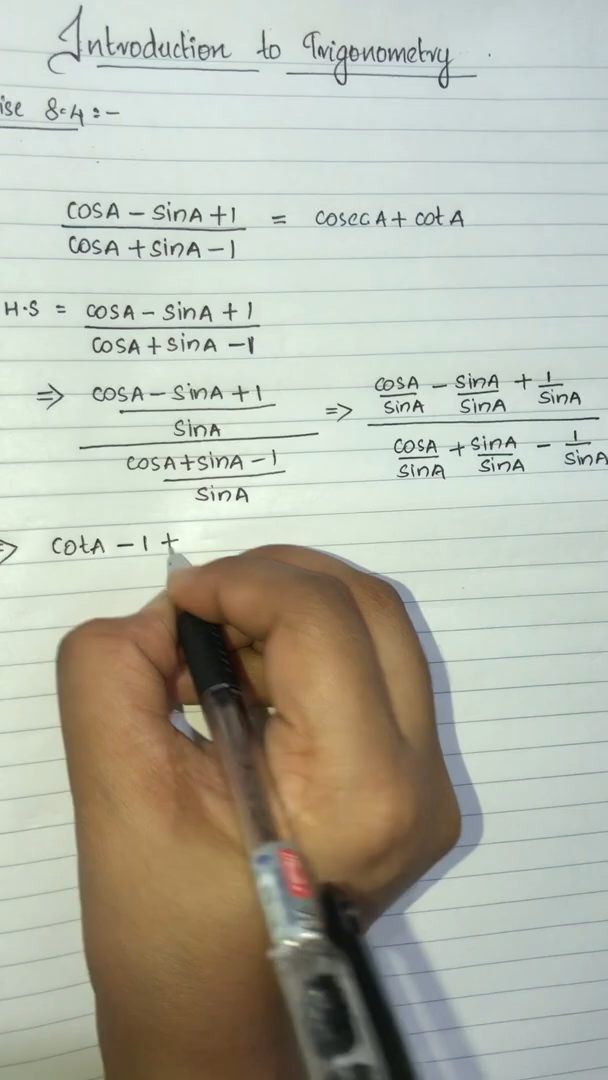 Introduction to Trigonometry.
ise 8.4:-
cosA - sinA + 1 = cosecA + cotA
cosA + sinA - 1
H.S = cosA - sinA + 1
cosA + sinA - 1
=> cosA - sinA + 1
sinA
cosA + sinA - 1
sinA
=> cosA - sinA + 1
sinA sinA sinA
cosA + sinA - 1
sinA sinA sinA
=> cotA - 1 +